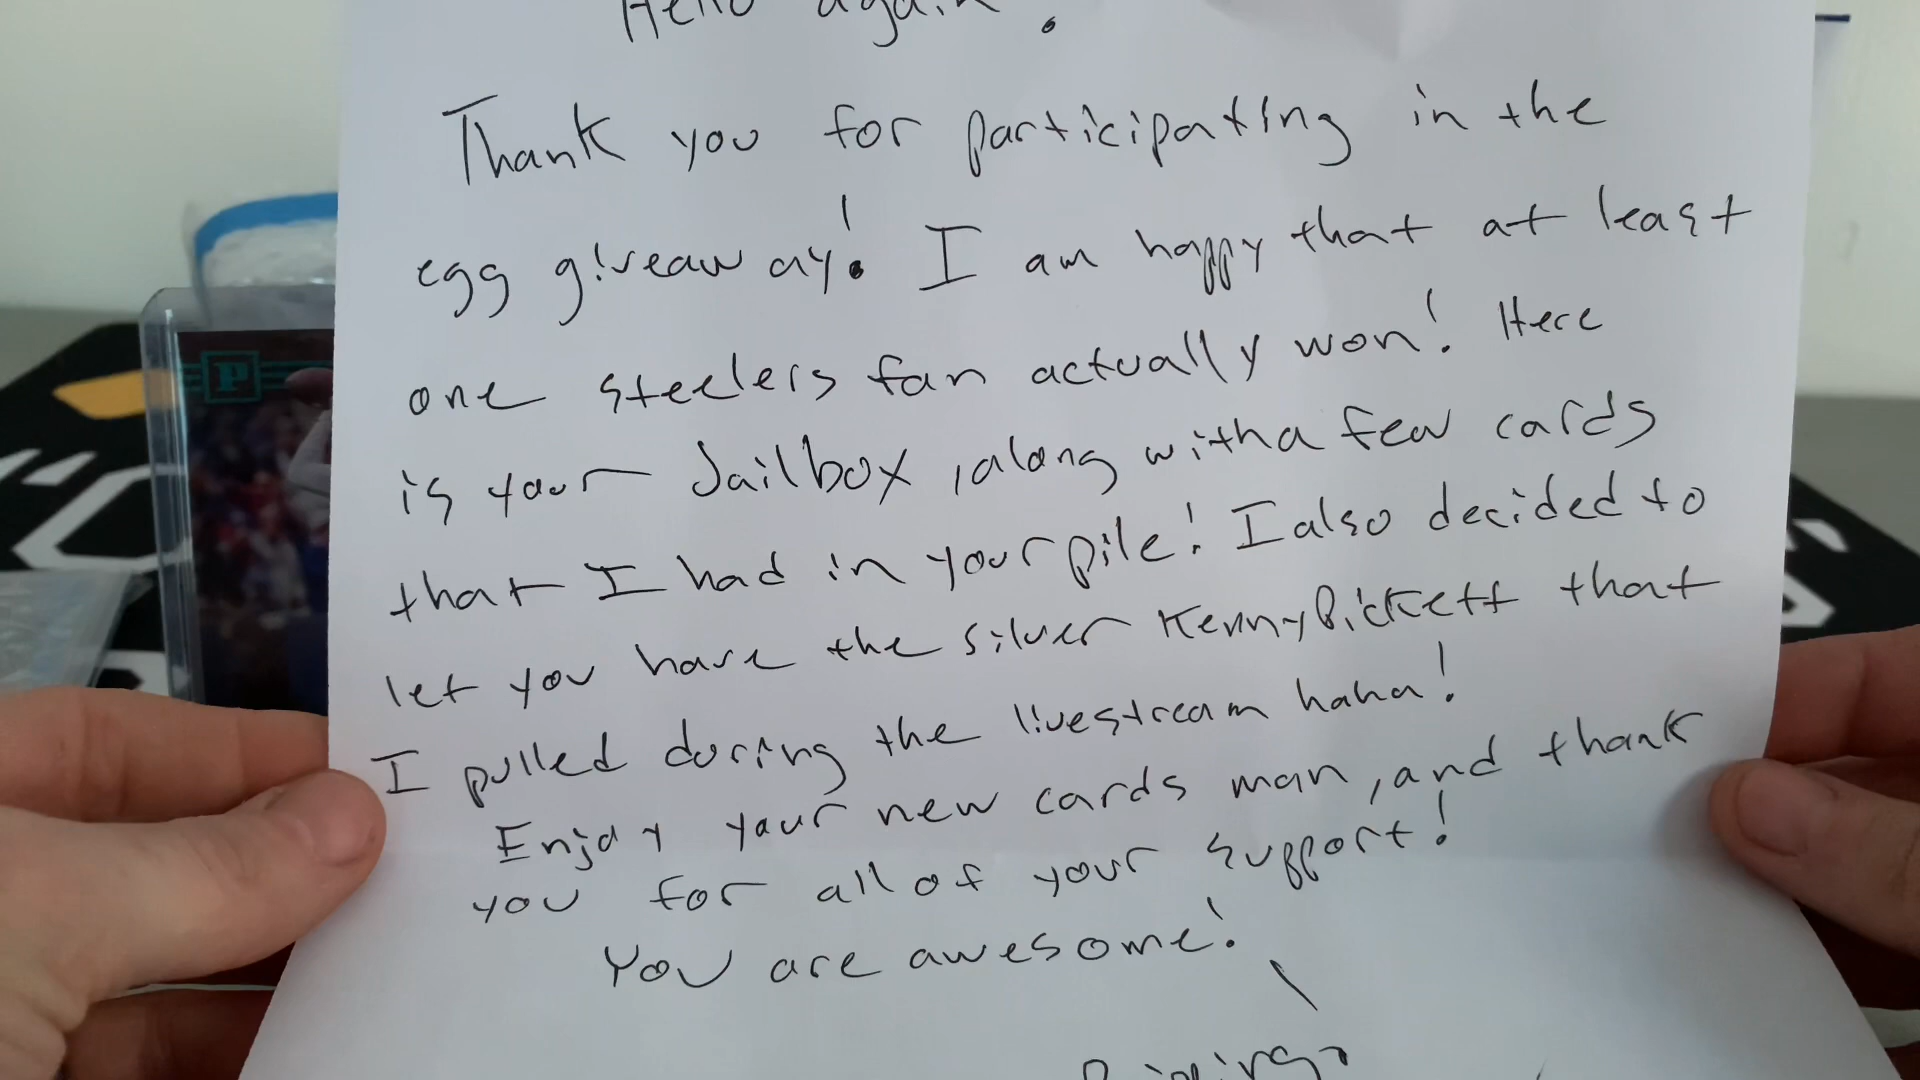 Hello again.
Thank you for participating in the
egg giveaway! I am happy that at least
one steelers fan actually won! Here
is your Jailbox, along with a few cards
that I had in your pile! I also decided to
let you have the silver Kenny Pickett that
I pulled during the livestream haha!
Enjoy your new cards man, and thank
you for all of your support!
You are awesome!
P